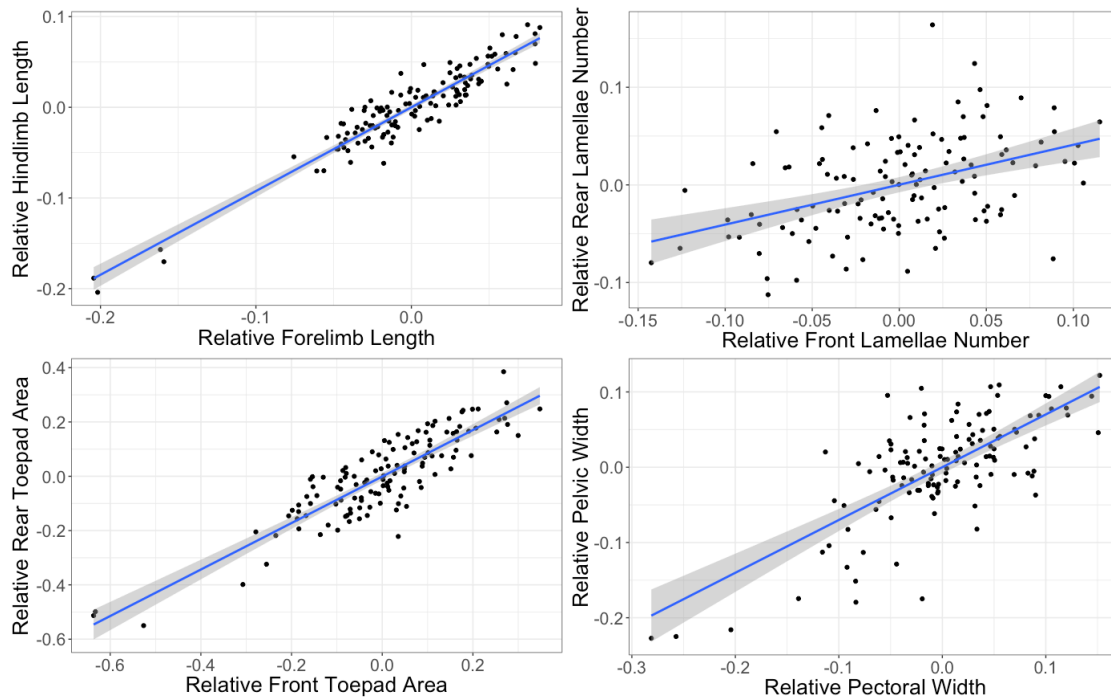 Relative Hindlimb Length
0.1
0.0
-0.1
-0.2
-0.2 -0.1 0.0
Relative Forelimb Length
Relative Rear Lamellae Number
0.1
0.0
-0.1
-0.15 -0.10 -0.05 0.00 0.05 0.10
Relative Front Lamellae Number
Relative Rear Toepad Area
0.4
0.2
0.0
-0.2
-0.4
-0.6
-0.6 -0.4 -0.2 0.0 0.2
Relative Front Toepad Area
Relative Pelvic Width
0.1
0.0
-0.1
-0.2
-0.3 -0.2 -0.1 0.0 0.1
Relative Pectoral Width